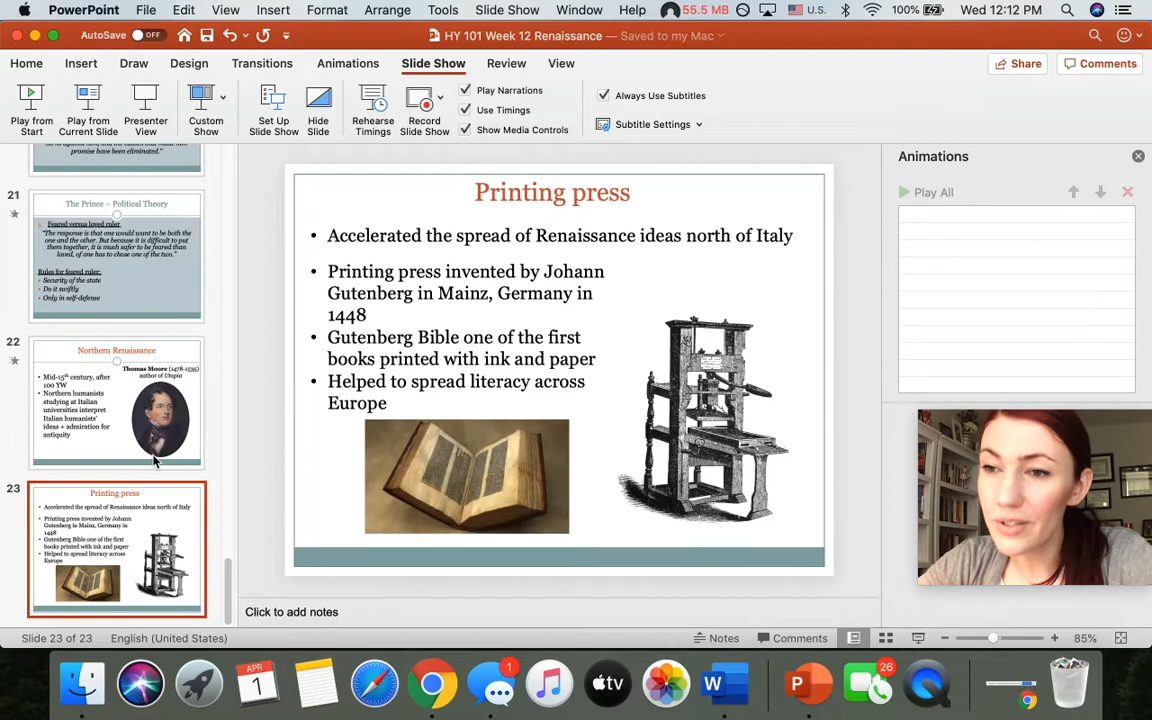 PowerPoint File Edit View Insert Format Arrange Tools Slide Show Window Help 55.5 MB U.S. 100% Wed 12:12 PM
AutoSave OFF HY 101 Week 12 Renaissance — Saved to my Mac
Home Insert Draw Design Transitions Animations Slide Show Review View Share Comments
Play from Start
Play from Current Slide
Presenter View
Custom Show
Set Up Slide Show
Hide Slide
Rehearse Timings
Record Slide Show
Play Narrations
Use Timings
Show Media Controls
Always Use Subtitles
Subtitle Settings
promise have been eliminated."
21
The Prince – Political Theory
Feared versus loved ruler
"The response is that one would want to be both the
one and the other. But because it is difficult to put
them together, it is much safer to be feared than
loved, of one has to chose one of the two."
Rules for feared ruler:
• Security of the state
• Do it swiftly
• Only in self-defense
22
Northern Renaissance
Thomas Moore (1478-1535)
author of Utopia
• Mid-15th century, after
100 YW
• Northern humanists
studying at Italian
universities interpret
Italian humanists'
ideas + admiration for
antiquity
23
Printing press
• Accelerated the spread of Renaissance ideas north of Italy
• Printing press invented by Johann
Gutenberg in Mainz, Germany in
1448
• Gutenberg Bible one of the first
books printed with ink and paper
• Helped to spread literacy across
Europe
Printing press
• Accelerated the spread of Renaissance ideas north of Italy
• Printing press invented by Johann
Gutenberg in Mainz, Germany in
1448
• Gutenberg Bible one of the first
books printed with ink and paper
• Helped to spread literacy across
Europe
Animations
Play All
Click to add notes
Slide 23 of 23 English (United States) Notes Comments 85%
APR
1
1
tv
W
P
26